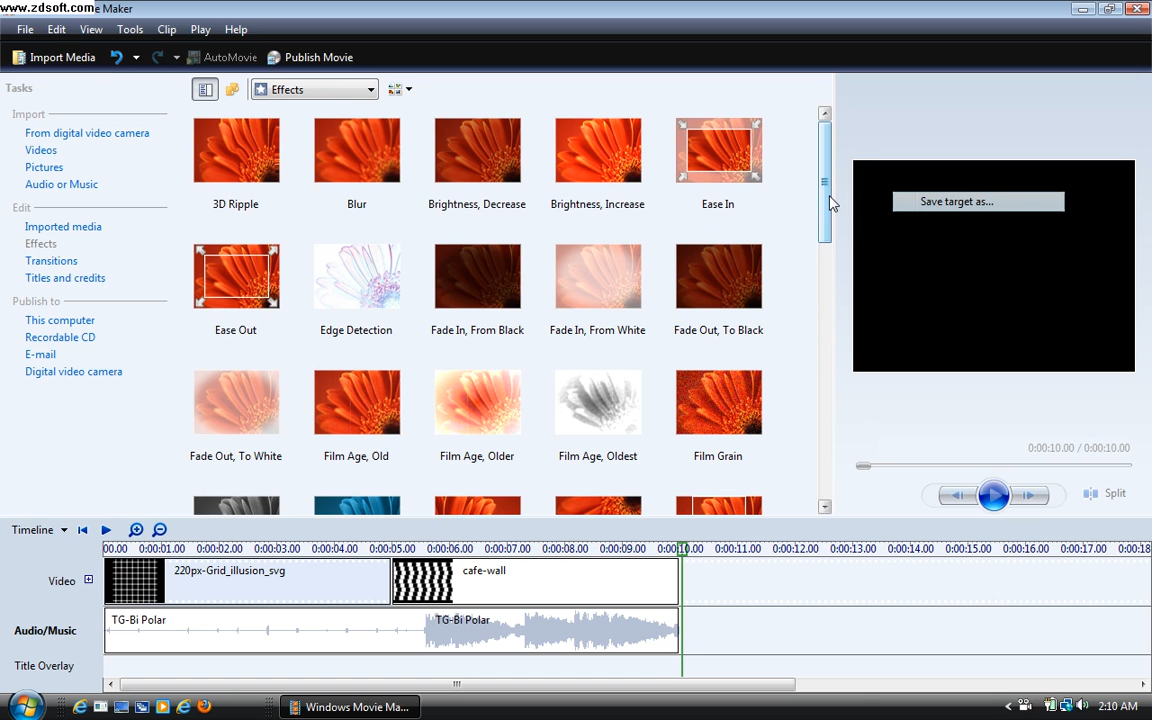 www.zdsoft.com e Maker
File Edit View Tools Clip Play Help
Import Media AutoMovie Publish Movie
Tasks
Effects
Import
From digital video camera
Videos
Pictures
Audio or Music
Edit
Imported media
Effects
Transitions
Titles and credits
Publish to
This computer
Recordable CD
E-mail
Digital video camera
3D Ripple Blur Brightness, Decrease Brightness, Increase Ease In
Ease Out Edge Detection Fade In, From Black Fade In, From White Fade Out, To Black
Fade Out, To White Film Age, Old Film Age, Older Film Age, Oldest Film Grain
Save target as...
0:00:10.00 / 0:00:10.00
Split
Timeline
00.00 0:00:01.00 0:00:02.00 0:00:03.00 0:00:04.00 0:00:05.00 0:00:06.00 0:00:07.00 0:00:08.00 0:00:09.00 0:00:10.00 0:00:11.00 0:00:12.00 0:00:13.00 0:00:14.00 0:00:15.00 0:00:16.00 0:00:17.00 0:00:18
Video 220px-Grid_illusion_svg cafe-wall
Audio/Music TG-Bi Polar TG-Bi Polar
Title Overlay
Windows Movie Ma... 2:10 AM